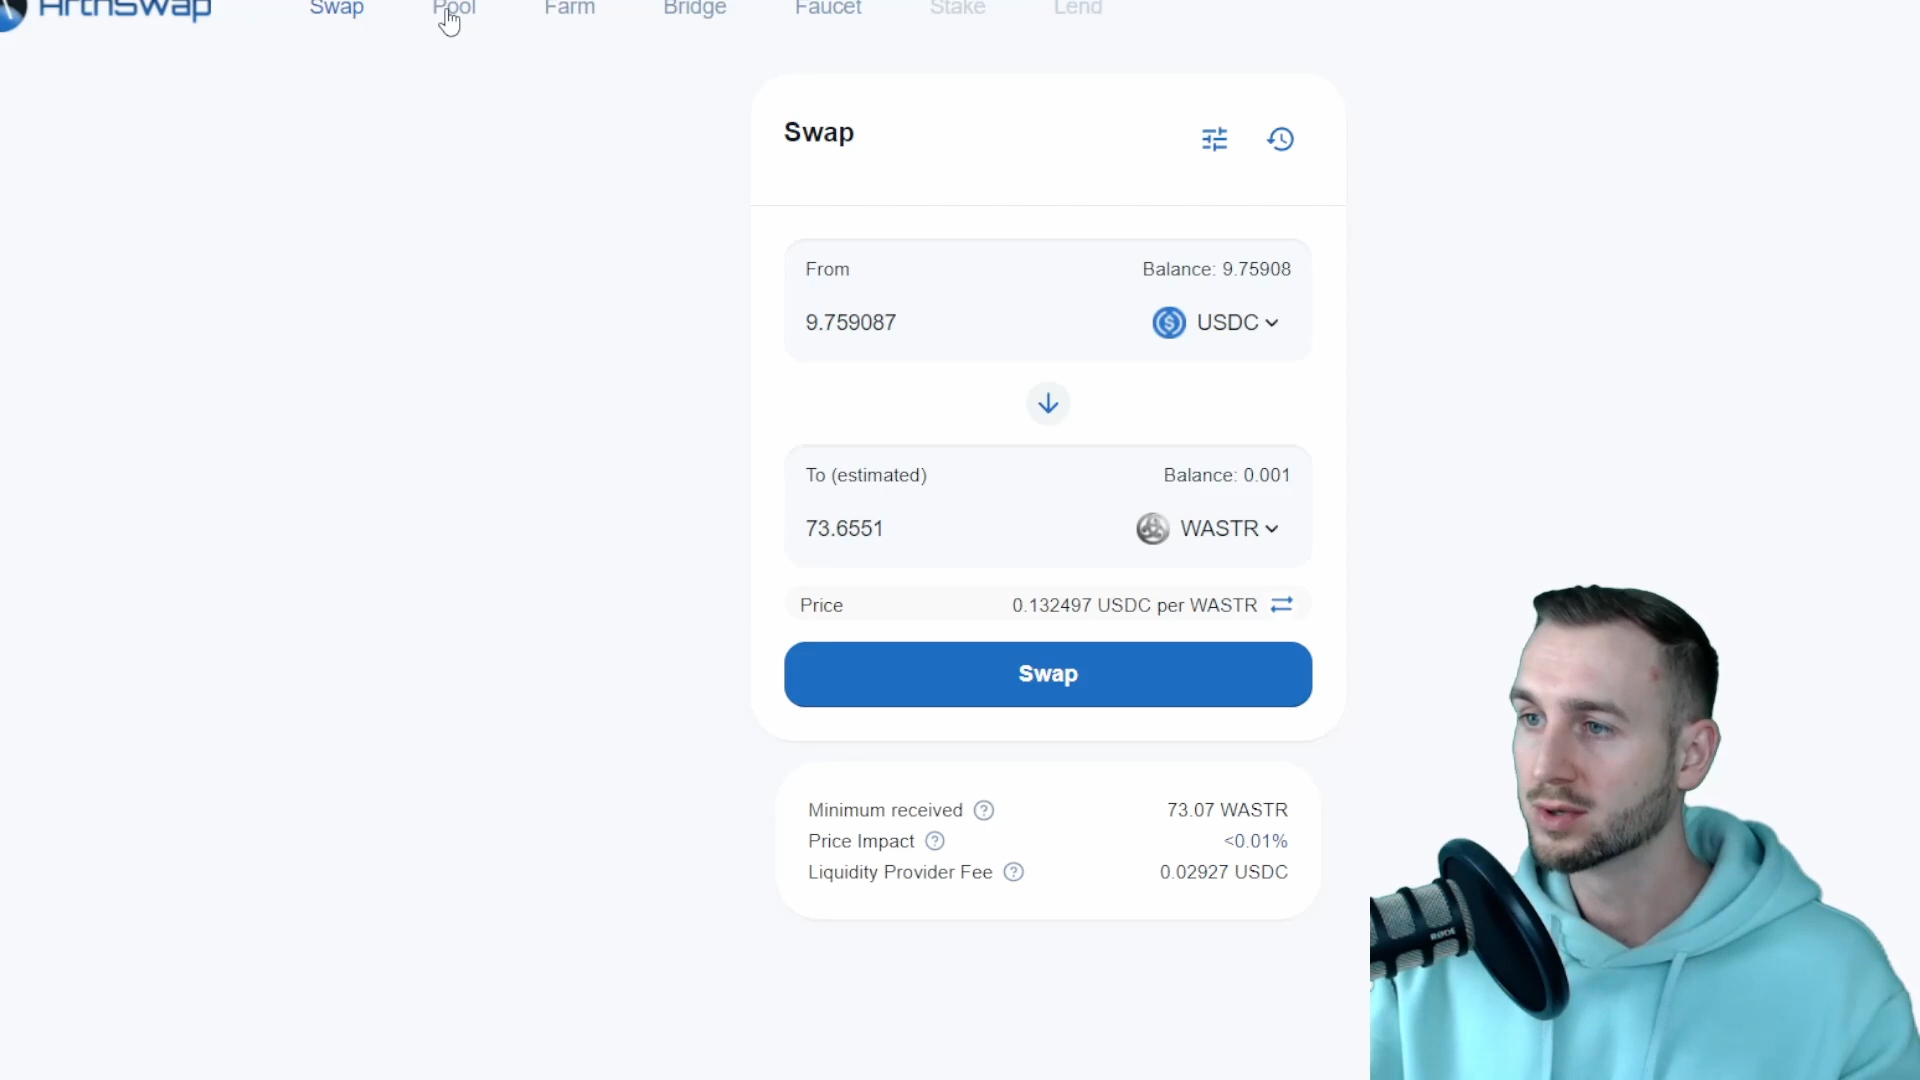 ArthSwap Swap Pool Farm Bridge Faucet Stake Lend
Swap
From Balance: 9.75908
9.759087 USDC
To (estimated) Balance: 0.001
73.6551 WASTR
Price 0.132497 USDC per WASTR
Swap
Minimum received ? 73.07 WASTR
Price Impact ? <0.01%
Liquidity Provider Fee ? 0.02927 USDC
RØDE